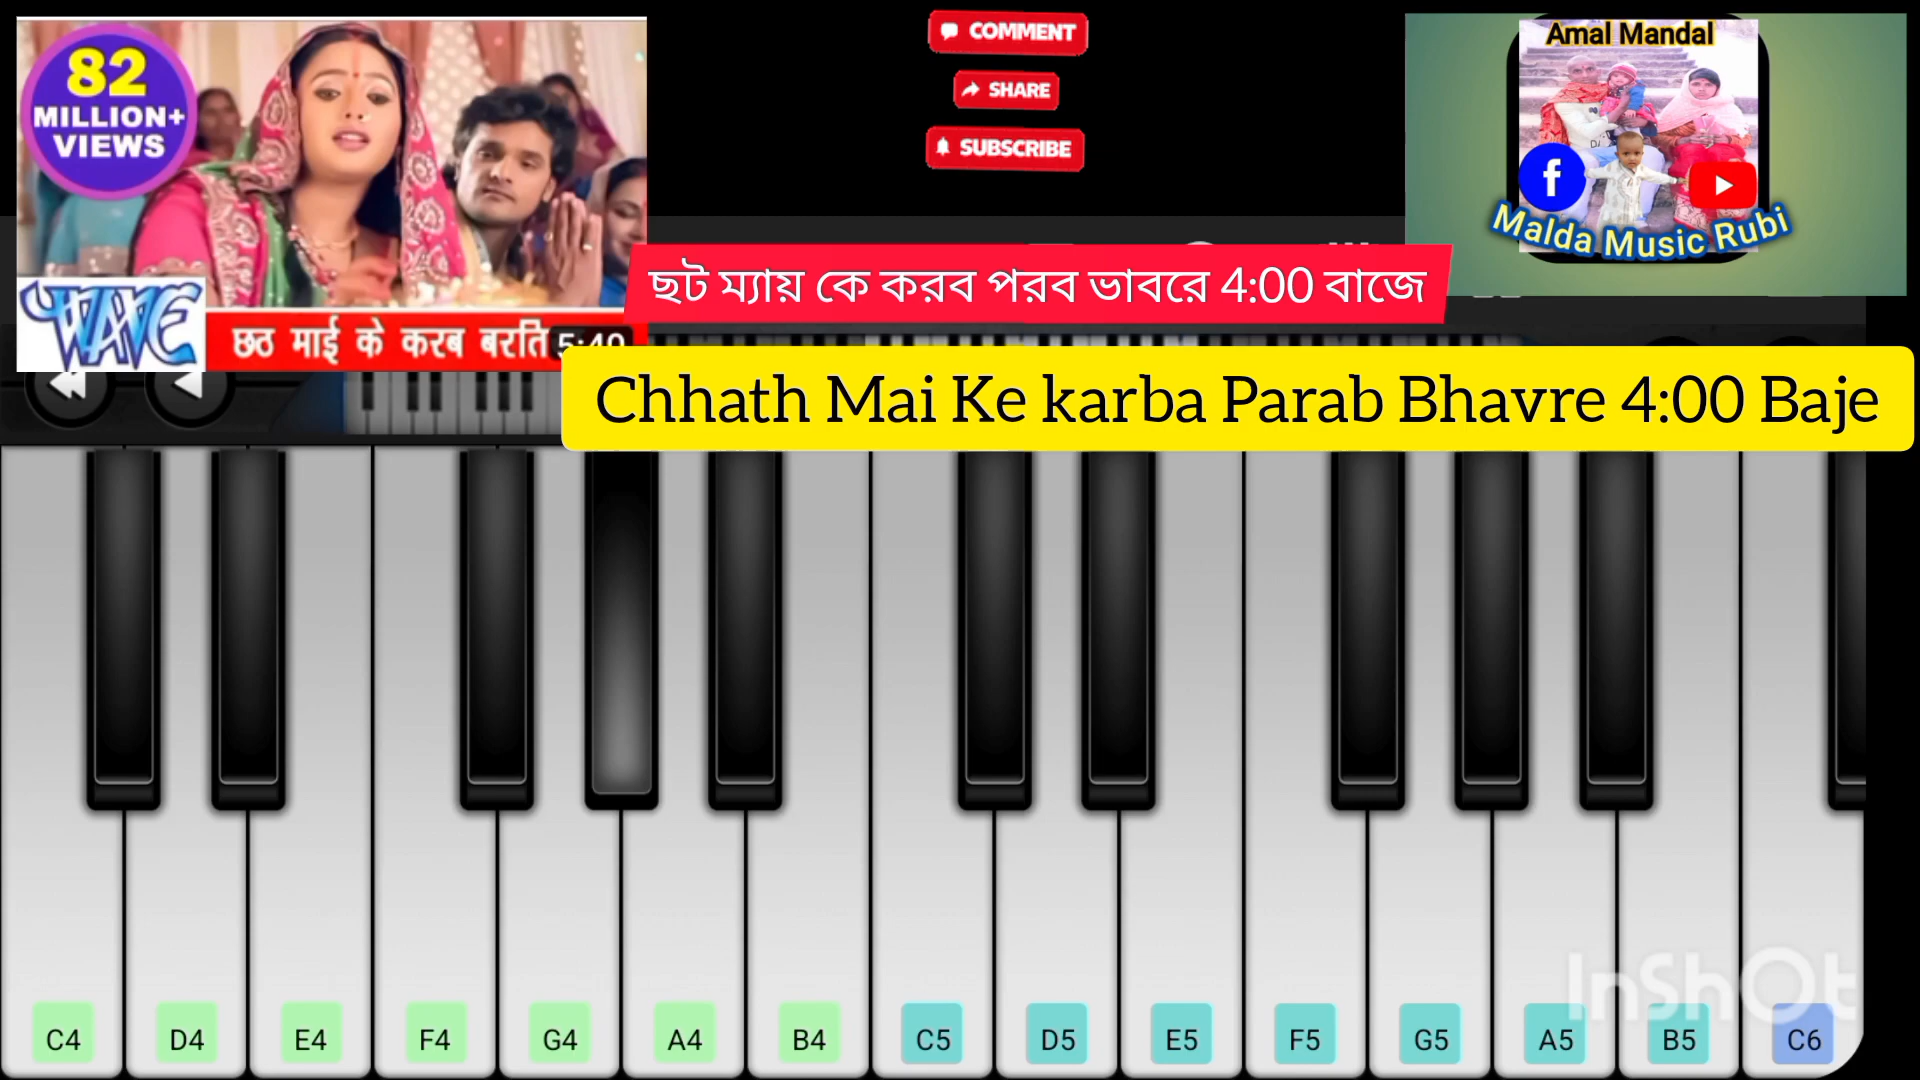 82
MILLION+
VIEWS
WAVE
छठ माई के करब बरति
5:40
COMMENT
SHARE
SUBSCRIBE
Amal Mandal
f
Malda Music Rubi
ছট ম্যায় কে করব পরব ভাবরে 4:00 বাজে
Chhath Mai Ke karba Parab Bhavre 4:00 Baje
InShOt
C4 D4 E4 F4 G4 A4 B4 C5 D5 E5 F5 G5 A5 B5 C6